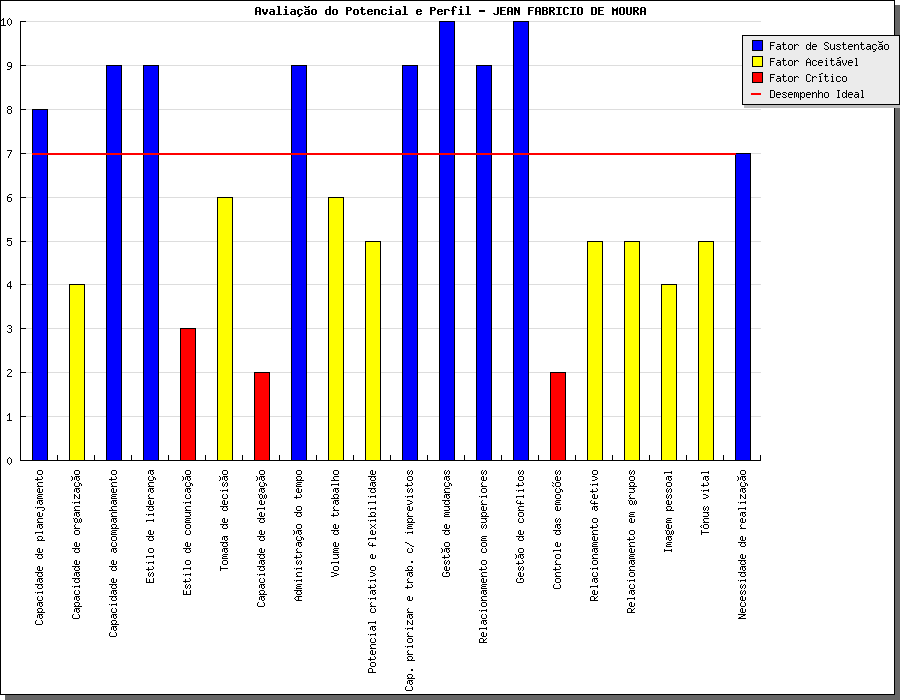 Avaliação do Potencial e Perfil - JEAN FABRICIO DE MOURA
Fator de Sustentação
Fator Aceitável
Fator Crítico
Desempenho Ideal
10
9
8
7
6
5
4
3
2
1
0
Capacidade de planejamento
Capacidade de organização
Capacidade de acompanhamento
Estilo de liderança
Estilo de comunicação
Tomada de decisão
Capacidade de delegação
Administração do tempo
Volume de trabalho
Potencial criativo e flexibilidade
Cap. priorizar e trab. c/ imprevistos
Gestão de mudanças
Relacionamento com superiores
Gestão de conflitos
Controle das emoções
Relacionamento afetivo
Relacionamento em grupos
Imagem pessoal
Tônus vital
Necessidade de realização